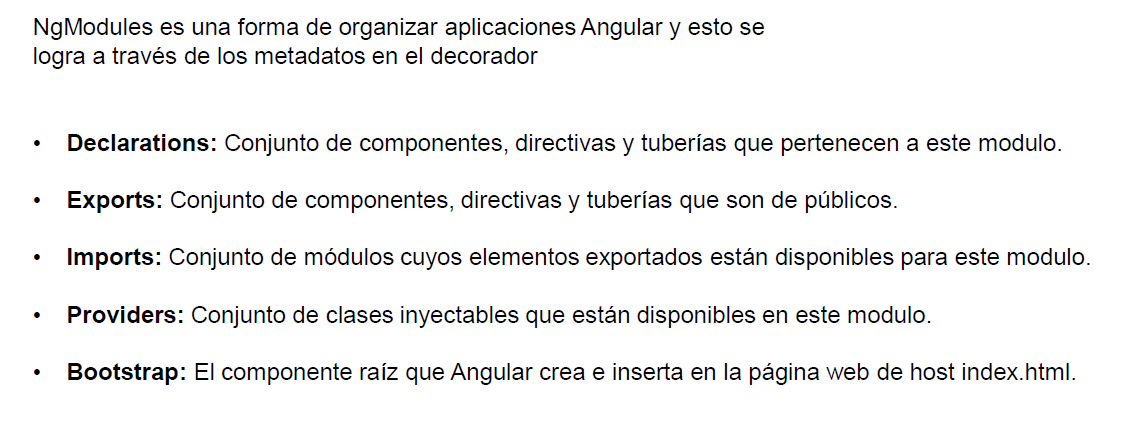 NgModules es una forma de organizar aplicaciones Angular y esto se
logra a través de los metadatos en el decorador
• Declarations: Conjunto de componentes, directivas y tuberías que pertenecen a este modulo.
• Exports: Conjunto de componentes, directivas y tuberías que son de públicos.
• Imports: Conjunto de módulos cuyos elementos exportados están disponibles para este modulo.
• Providers: Conjunto de clases inyectables que están disponibles en este modulo.
• Bootstrap: El componente raíz que Angular crea e inserta en la página web de host index.html.